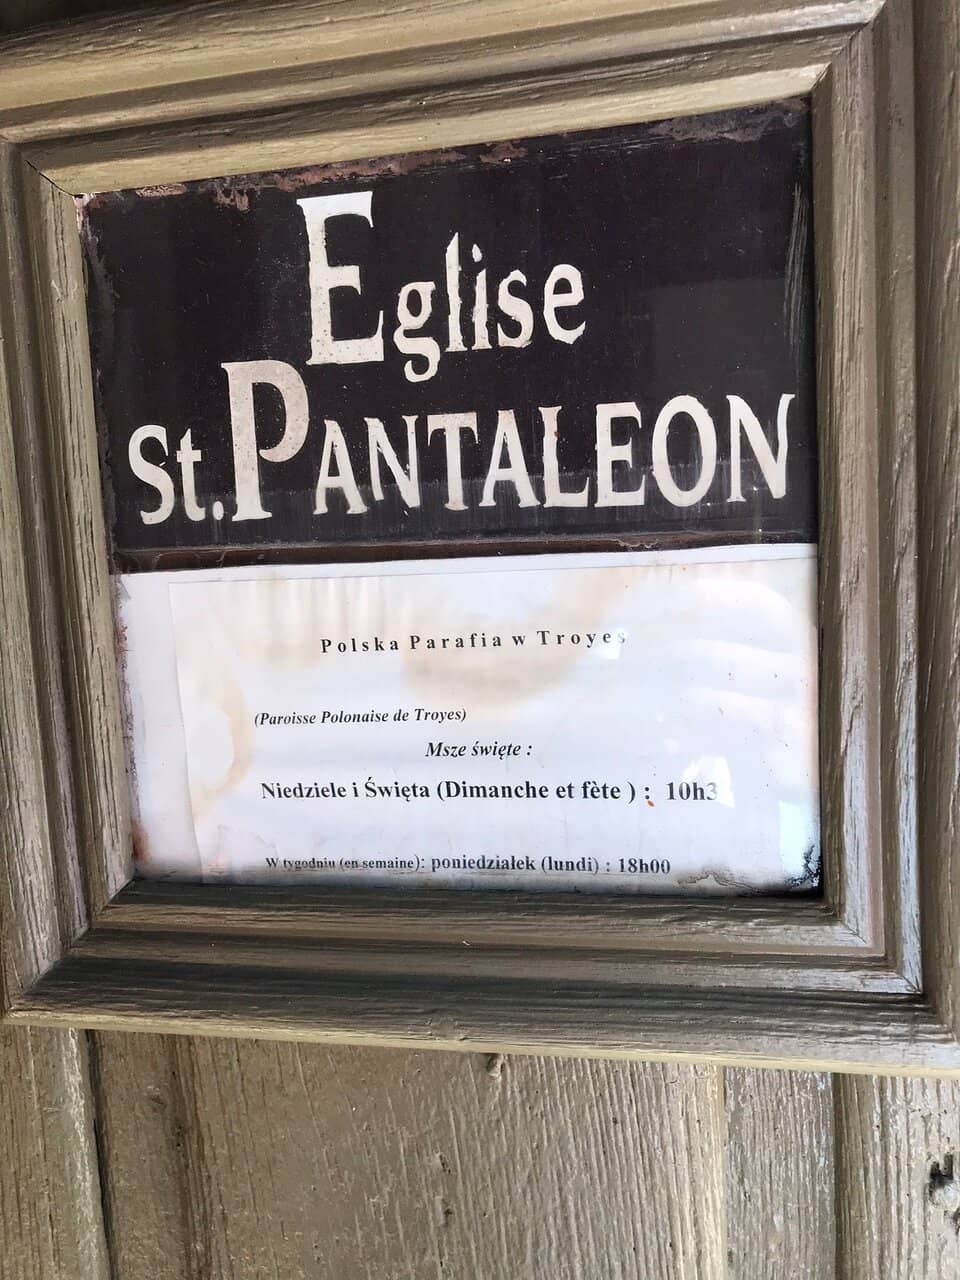 Eglise
St. PANTALEON
Polska Parafia w Troyes
(Paroisse Polonaise de Troyes)
Msze święte :
Niedziele i Święta (Dimanche et fète ) : 10h3
W tygodniu (en semaine): poniedziałek (lundi) : 18h00